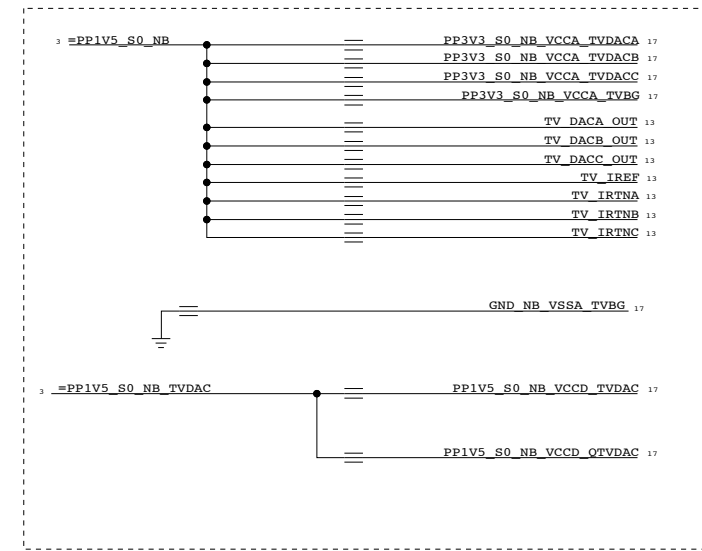 3 =PP1V5_S0_NB PP3V3_S0_NB_VCCA_TVDACA 17
PP3V3_S0_NB_VCCA_TVDACB 17
PP3V3_S0_NB_VCCA_TVDACC 17
PP3V3_S0_NB_VCCA_TVBG 17
TV_DACA_OUT 13
TV_DACB_OUT 13
TV_DACC_OUT 13
TV_IREF 13
TV_IRTNA 13
TV_IRTNB 13
TV_IRTNC 13
GND_NB_VSSA_TVBG 17
3 =PP1V5_S0_NB_TVDAC PP1V5_S0_NB_VCCD_TVDAC 17
PP1V5_S0_NB_VCCD_QTVDAC 17